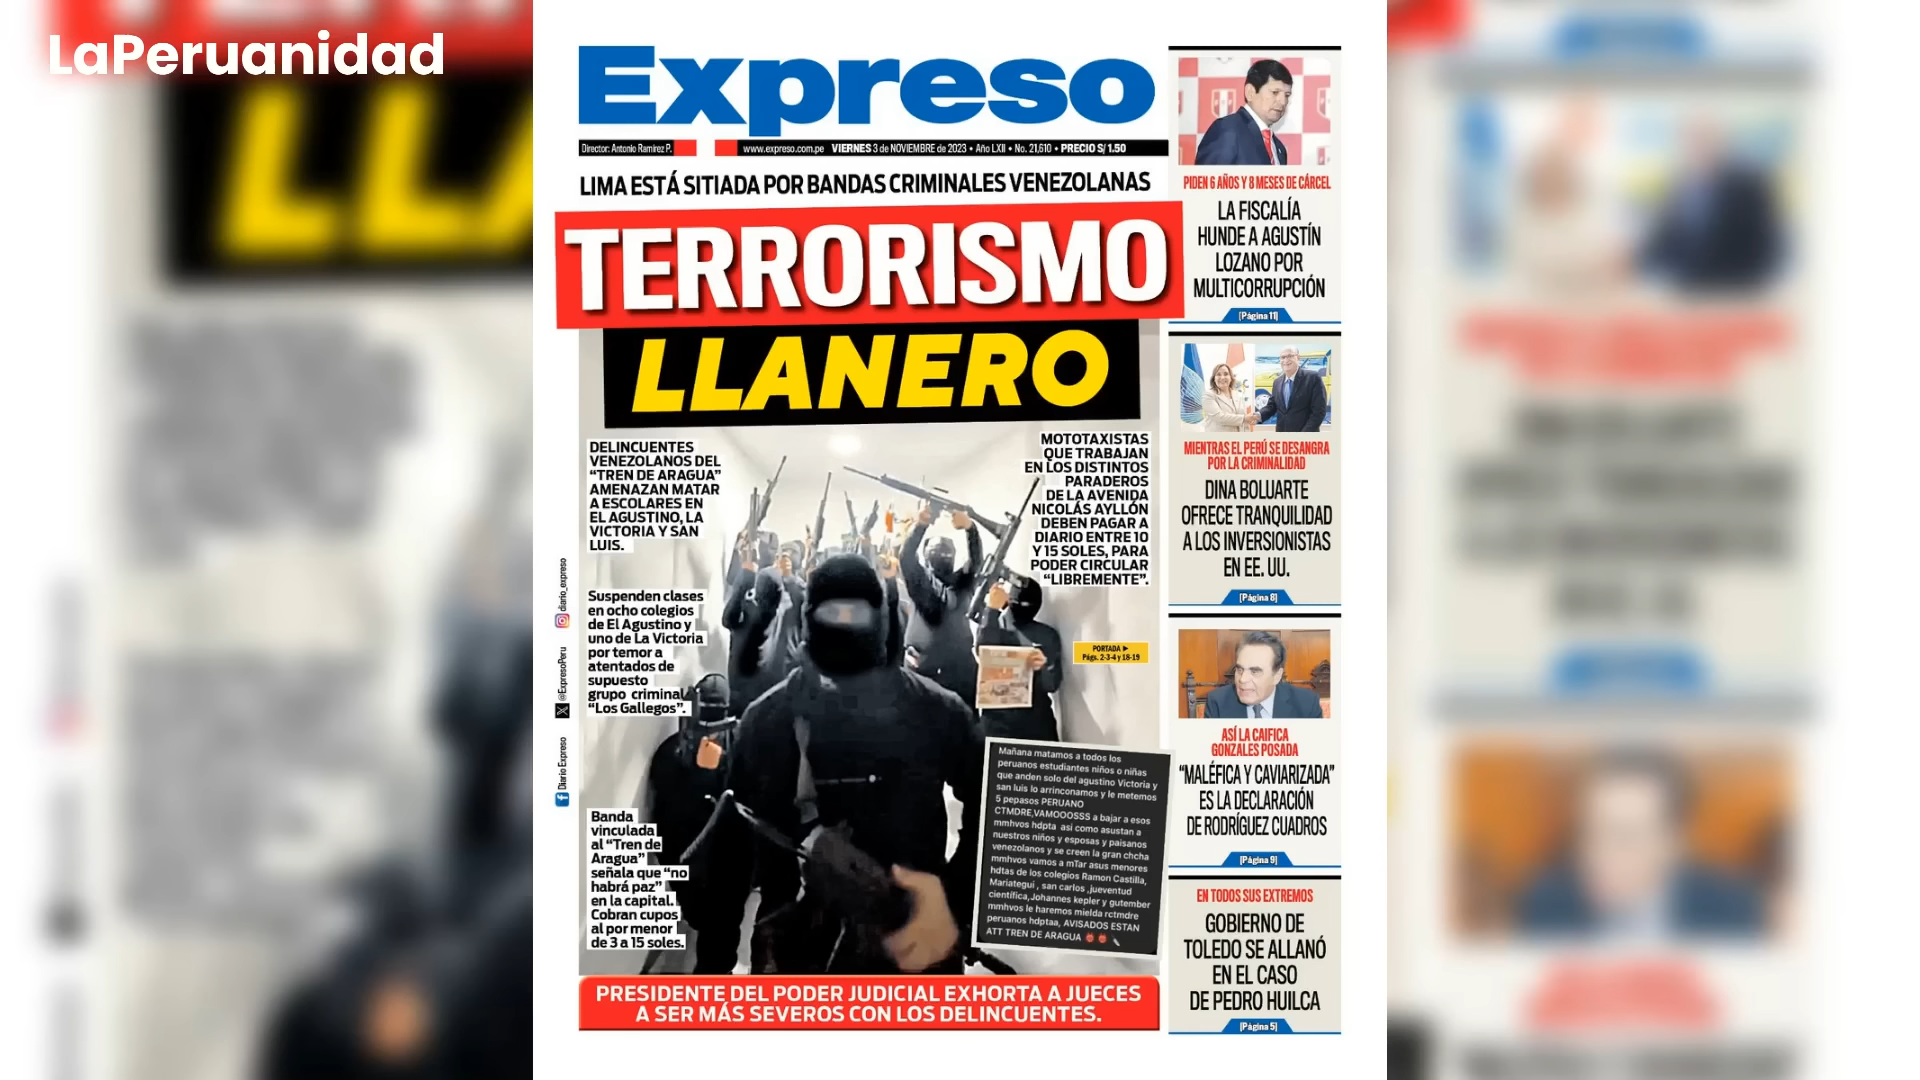 LaPeruanidad
Expreso
Director: Antonio Ramírez P.
www.expreso.com.pe VIERNES 3 de NOVIEMBRE de 2023 • Año LXII • No. 21,610 • PRECIO S/ 1.50
LIMA ESTÁ SITIADA POR BANDAS CRIMINALES VENEZOLANAS
TERRORISMO
LLANERO
DELINCUENTES
VENEZOLANOS DEL
“TREN DE ARAGUA”
AMENAZAN MATAR
A ESCOLARES EN
EL AGUSTINO, LA
VICTORIA Y SAN
LUIS.
Suspenden clases
en ocho colegios
de El Agustino y
uno de La Victoria
por temor a
atentados de
supuesto
grupo criminal
“Los Gallegos”.
Banda
vinculada
al “Tren de
Aragua”
señala que “no
habrá paz”
en la capital.
Cobran cupos
al por menor
de 3 a 15 soles.
MOTOTAXISTAS
QUE TRABAJAN
EN LOS DISTINTOS
PARADEROS
DE LA AVENIDA
NICOLÁS AYLLÓN
DEBEN PAGAR A
DIARIO ENTRE 10
Y 15 SOLES, PARA
PODER CIRCULAR
“LIBREMENTE”.
PORTADA
Págs. 2-3-4 y 18-19
Mañana matamos a todos los
peruanos estudiantes niños o niñas
que anden solo del agustino Victoria y
san luis lo arrinconamos y le metemos
5 pepasos PERUANO
CTMDRE,VAMOOOSSS a bajar a esos
mmhvos hdpta así como asustan a
nuestros niños y esposas y paisanos
venezolanos y se creen la gran chcha
mmhvos vamos a mTar asus menores
hdtas de los colegios Ramon Castilla,
Mariategui , san carlos ,jueventud
cientifica,Johannes kepler y gutember
mmhvos le haremos mielda rctmdre
peruanos hdptaa, AVISADOS ESTAN
ATT TREN DE ARAGUA
diario_expreso
@ExpresoPeru
Diario Expreso
PRESIDENTE DEL PODER JUDICIAL EXHORTA A JUECES
A SER MÁS SEVEROS CON LOS DELINCUENTES.
PIDEN 6 AÑOS Y 8 MESES DE CÁRCEL
LA FISCALÍA
HUNDE A AGUSTÍN
LOZANO POR
MULTICORRUPCIÓN
[Página 11]
MIENTRAS EL PERÚ SE DESANGRA
POR LA CRIMINALIDAD
DINA BOLUARTE
OFRECE TRANQUILIDAD
A LOS INVERSIONISTAS
EN EE. UU.
[Página 8]
ASÍ LA CAIFICA
GONZALES POSADA
“MALÉFICA Y CAVIARIZADA”
ES LA DECLARACIÓN
DE RODRÍGUEZ CUADROS
[Página 9]
EN TODOS SUS EXTREMOS
GOBIERNO DE
TOLEDO SE ALLANÓ
EN EL CASO
DE PEDRO HUILCA
[Página 5]